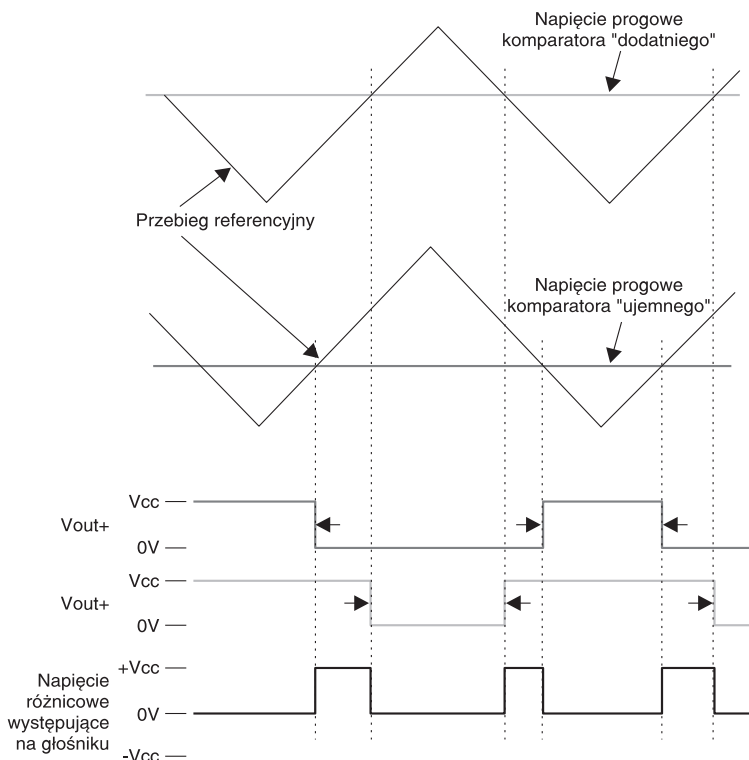 Napięcie progowe
komparatora "dodatniego"
Przebieg referencyjny
Napięcie progowe
komparatora "ujemnego"
Vcc
Vout+
0V
Vcc
Vout+
0V
+Vcc
Napięcie
różnicowe
występujące
na głośniku
0V
-Vcc